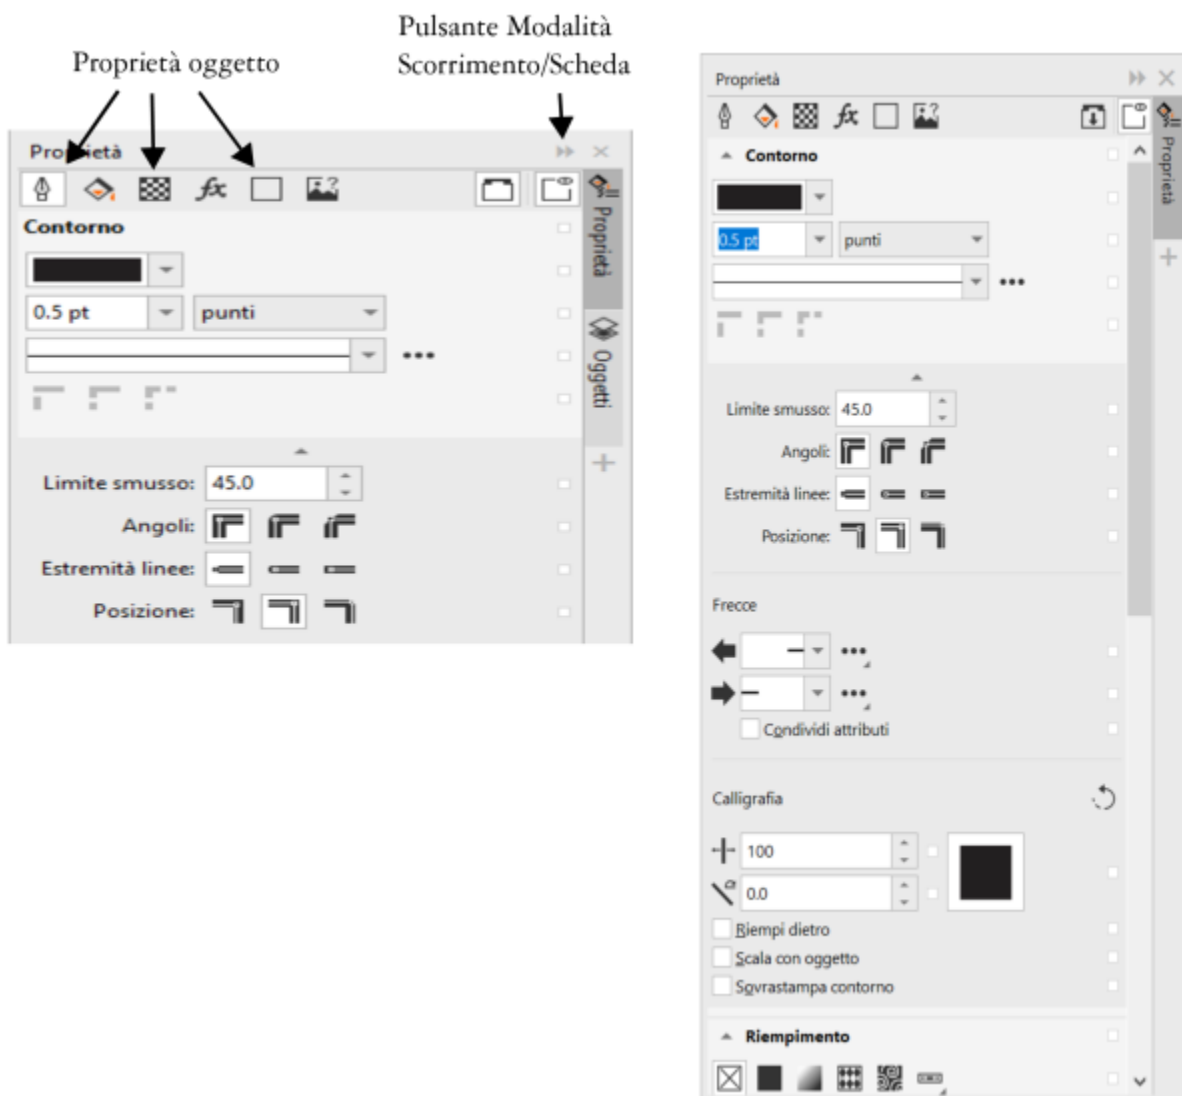 Pulsante Modalità
Scorrimento/Scheda
Proprietà oggetto
Proprietà
fx
?
Contorno
0.5 pt
punti
Limite smusso: 45.0
Angoli:
Estremità linee:
Posizione:
Proprietà
Oggetti
Proprietà
fx
?
Contorno
0.5 pt
punti
Limite smusso: 45.0
Angoli:
Estremità linee:
Posizione:
Frecce
Condividi attributi
Calligrafia
100
0.0
Riempi dietro
Scala con oggetto
Sovrastampa contorno
Riempimento
Proprietà